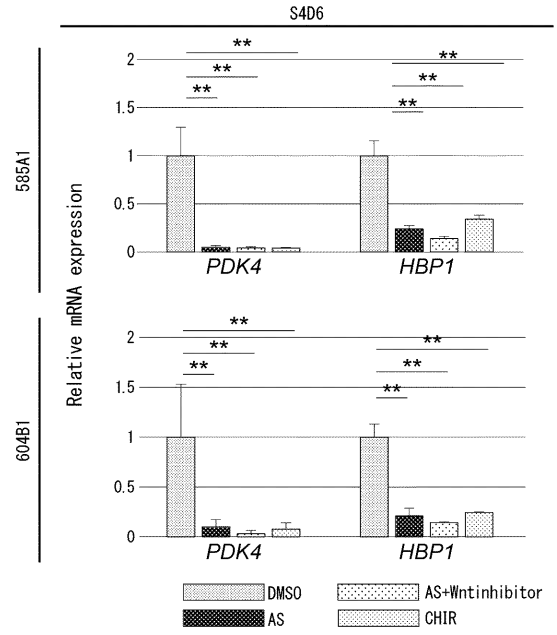 S4D6
585A1
Relative mRNA expression
2
1.5
1
0.5
0
**
**
**
**
**
**
PDK4
HBP1
604B1
2
1.5
1
0.5
0
**
**
**
**
**
**
PDK4
HBP1
DMSO
AS+Wntinhibitor
AS
CHIR